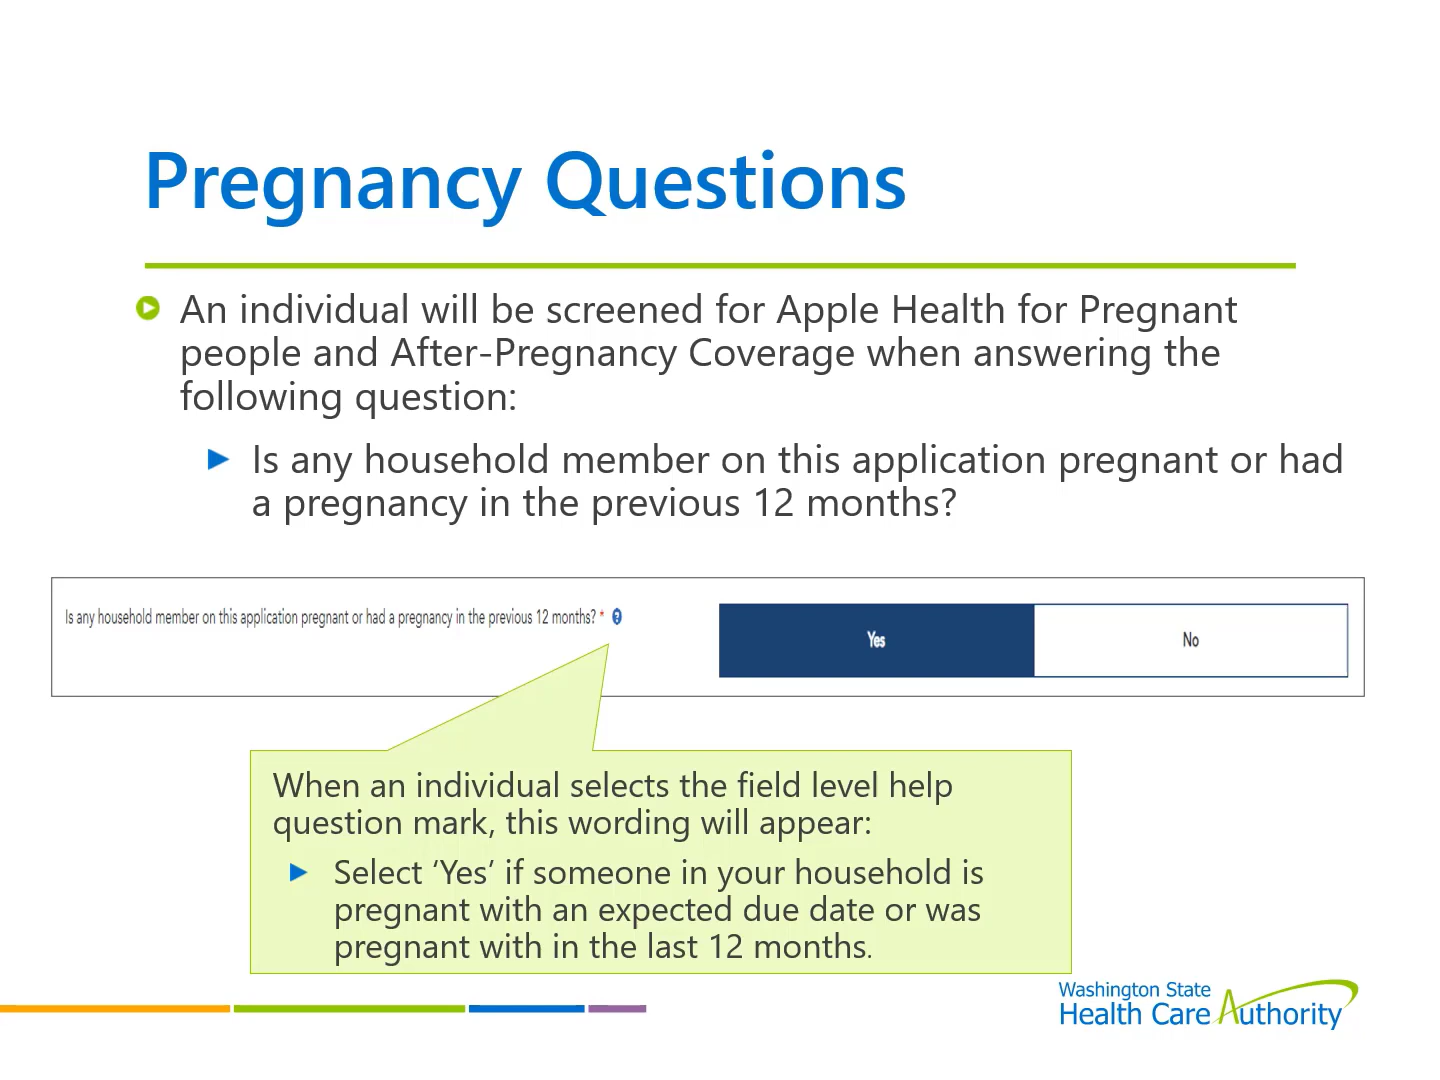 Pregnancy Questions
An individual will be screened for Apple Health for Pregnant
people and After-Pregnancy Coverage when answering the
following question:
Is any household member on this application pregnant or had
a pregnancy in the previous 12 months?
Is any household member on this application pregnant or had a pregnancy in the previous 12 months? * ?
Yes
No
When an individual selects the field level help
question mark, this wording will appear:
Select ‘Yes’ if someone in your household is
pregnant with an expected due date or was
pregnant with in the last 12 months.
Washington State
Health Care Authority